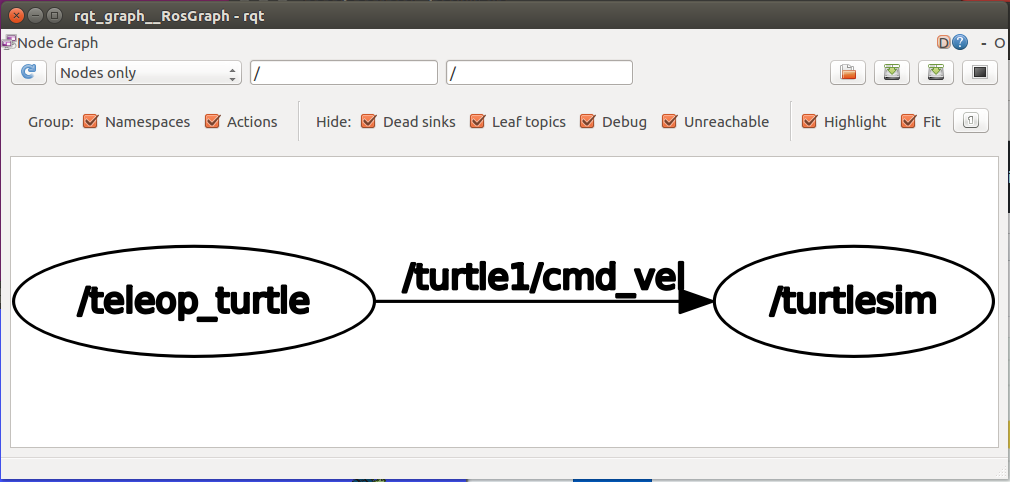 rqt_graph__RosGraph - rqt
Node Graph D ? - O
Nodes only / /
Group: Namespaces Actions Hide: Dead sinks Leaf topics Debug Unreachable Highlight Fit 1
/turtle1/cmd_vel
/teleop_turtle /turtlesim